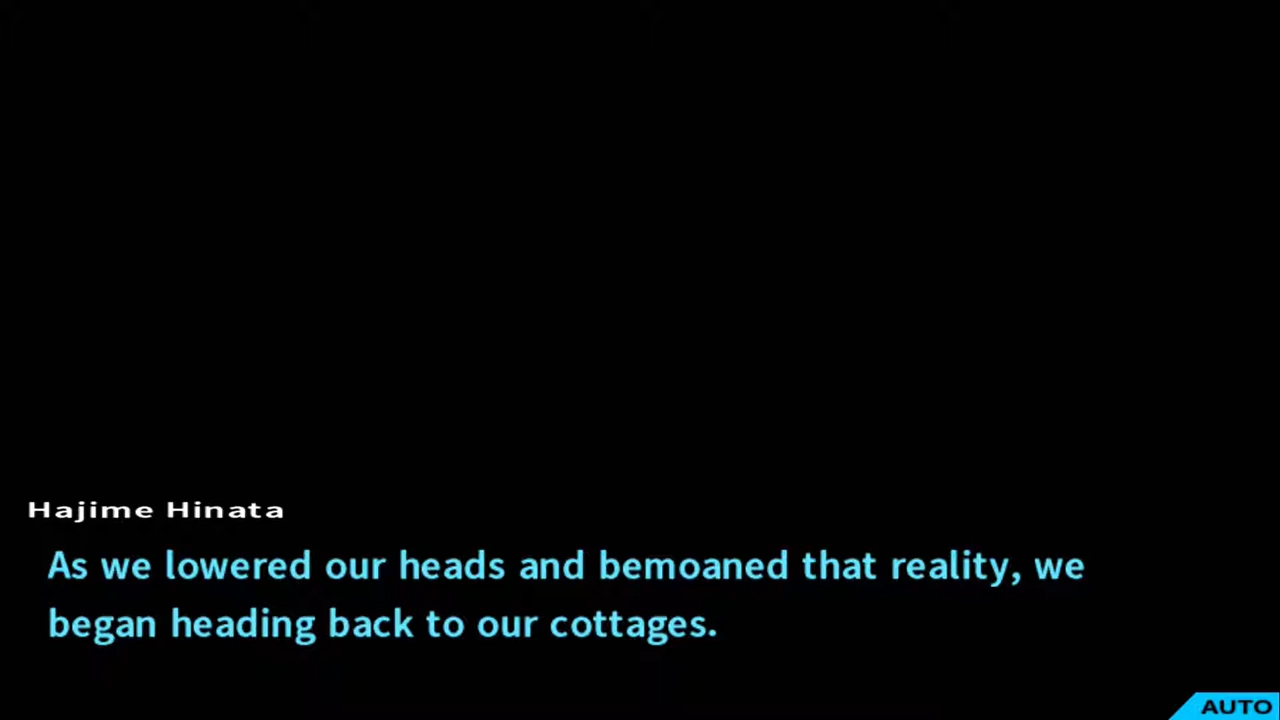 Hajime Hinata
As we lowered our heads and bemoaned that reality, we
began heading back to our cottages.
AUTO